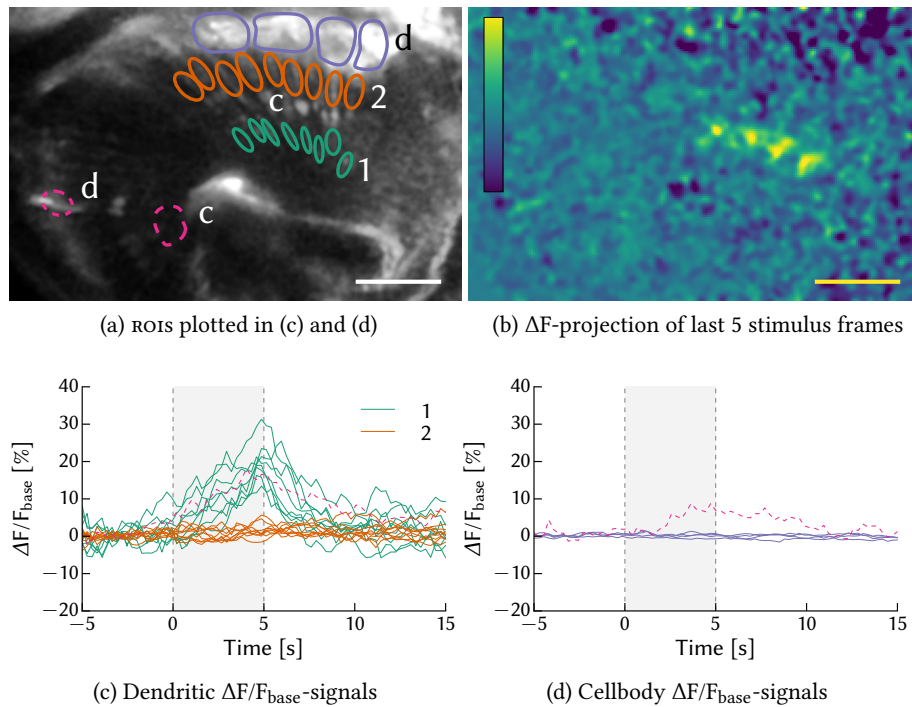 d
2
c
1
d
c
(a) ROIs plotted in (c) and (d)
(b) ΔF-projection of last 5 stimulus frames
40
30
20
10
0
−10
−20
ΔF/F_base [%]
1
2
−5
0
5
10
15
Time [s]
(c) Dendritic ΔF/F_base-signals
40
30
20
10
0
−10
−20
ΔF/F_base [%]
−5
0
5
10
15
Time [s]
(d) Cellbody ΔF/F_base-signals